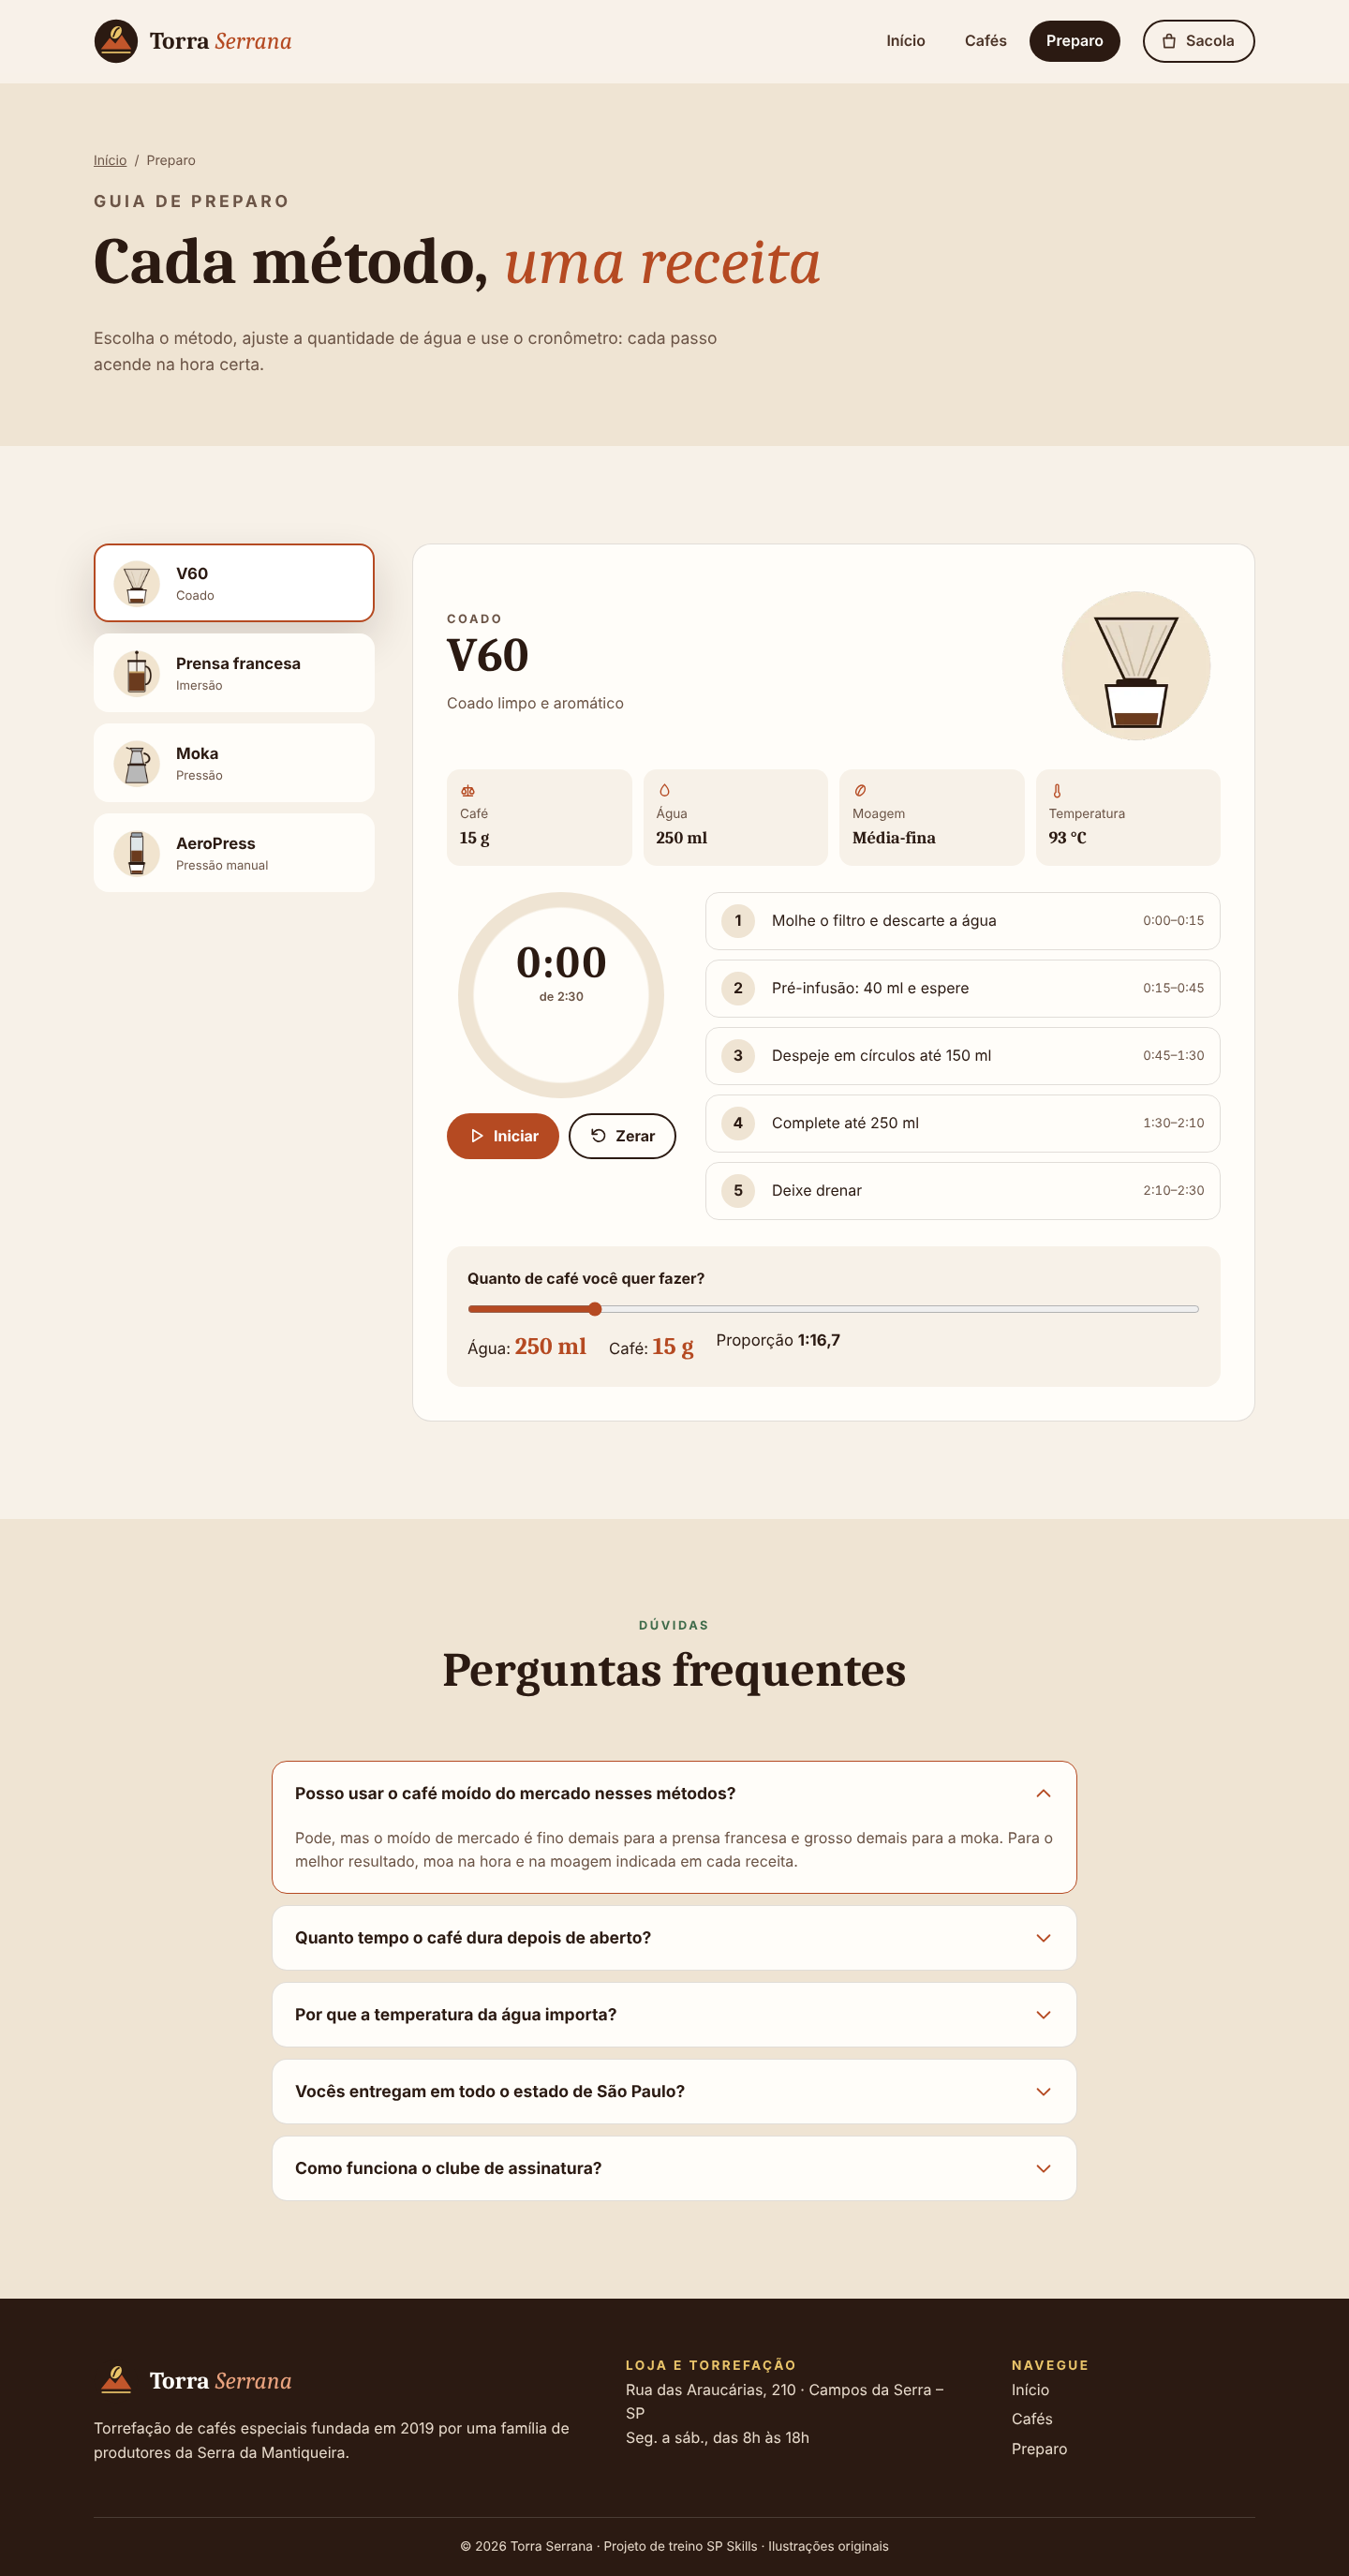 Torra Serrana
Início
Cafés
Preparo
Sacola
Início / Preparo
GUIA DE PREPARO
Cada método, uma receita
Escolha o método, ajuste a quantidade de água e use o cronômetro: cada passo
acende na hora certa.
V60
Coado
Prensa francesa
Imersão
Moka
Pressão
AeroPress
Pressão manual
COADO
V60
Coado limpo e aromático
Café
15 g
Água
250 ml
Moagem
Média-fina
Temperatura
93 °C
0:00
de 2:30
Iniciar
Zerar
1 Molhe o filtro e descarte a água 0:00–0:15
2 Pré-infusão: 40 ml e espere 0:15–0:45
3 Despeje em círculos até 150 ml 0:45–1:30
4 Complete até 250 ml 1:30–2:10
5 Deixe drenar 2:10–2:30
Quanto de café você quer fazer?
Água: 250 ml Café: 15 g Proporção 1:16,7
DÚVIDAS
Perguntas frequentes
Posso usar o café moído do mercado nesses métodos?
Pode, mas o moído de mercado é fino demais para a prensa francesa e grosso demais para a moka. Para o
melhor resultado, moa na hora e na moagem indicada em cada receita.
Quanto tempo o café dura depois de aberto?
Por que a temperatura da água importa?
Vocês entregam em todo o estado de São Paulo?
Como funciona o clube de assinatura?
Torra Serrana
Torrefação de cafés especiais fundada em 2019 por uma família de
produtores da Serra da Mantiqueira.
LOJA E TORREFAÇÃO
Rua das Araucárias, 210 · Campos da Serra –
SP
Seg. a sáb., das 8h às 18h
NAVEGUE
Início
Cafés
Preparo
© 2026 Torra Serrana · Projeto de treino SP Skills · Ilustrações originais